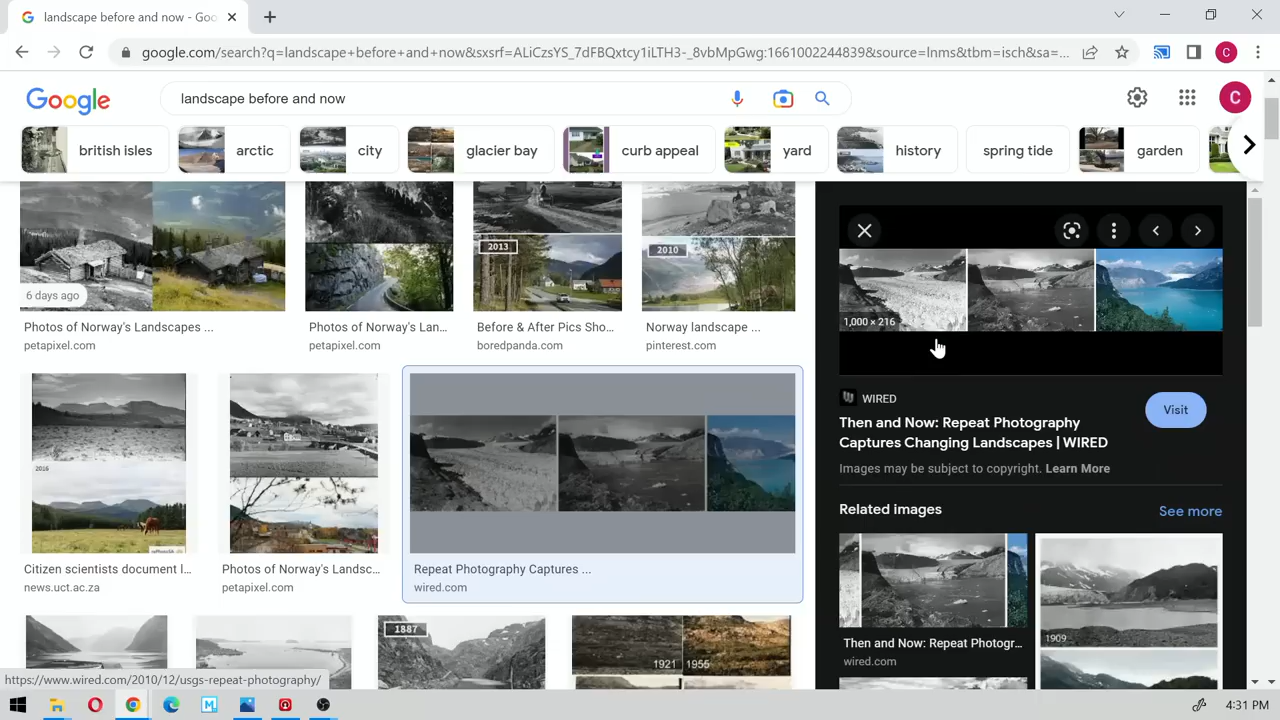 landscape before and now - Goo
google.com/search?q=landscape+before+and+now&sxsrf=ALiCzsYS_7dFBQxtcy1iLTH3-_8vbMpGwg:1661002244839&source=lnms&tbm=isch&sa=...
C
Google
landscape before and now
C
british isles
arctic
city
glacier bay
curb appeal
yard
history
spring tide
garden
6 days ago
2013
2010
Photos of Norway's Landscapes ...
petapixel.com
Photos of Norway's Lan...
petapixel.com
Before & After Pics Sho...
boredpanda.com
Norway landscape ...
pinterest.com
2016
Citizen scientists document l...
news.uct.ac.za
Photos of Norway's Landsc...
petapixel.com
Repeat Photography Captures ...
wired.com
1887
1921
1955
1,000 × 216
WIRED
Then and Now: Repeat Photography
Captures Changing Landscapes | WIRED
Visit
Images may be subject to copyright. Learn More
Related images
See more
Then and Now: Repeat Photogr...
wired.com
1909
https://www.wired.com/2010/12/usgs-repeat-photography/
4:31 PM